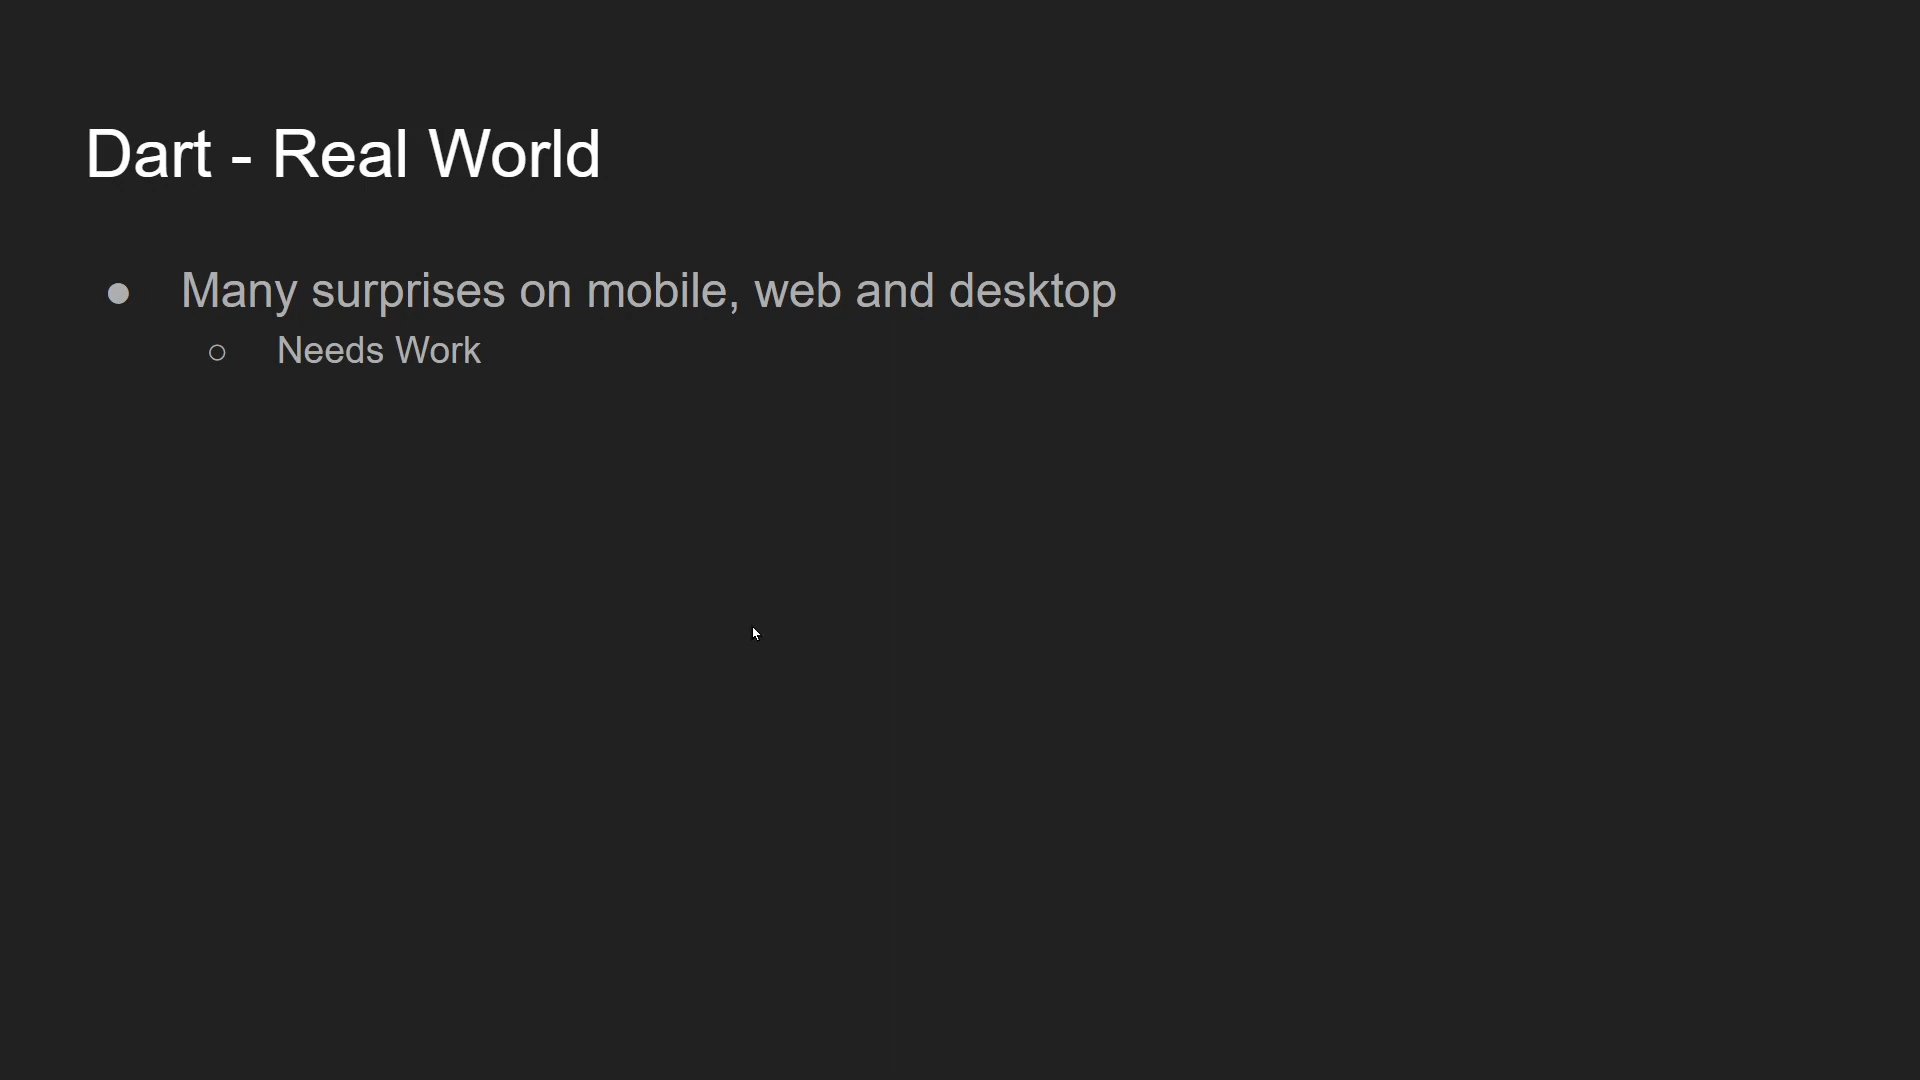 Dart - Real World
Many surprises on mobile, web and desktop
Needs Work